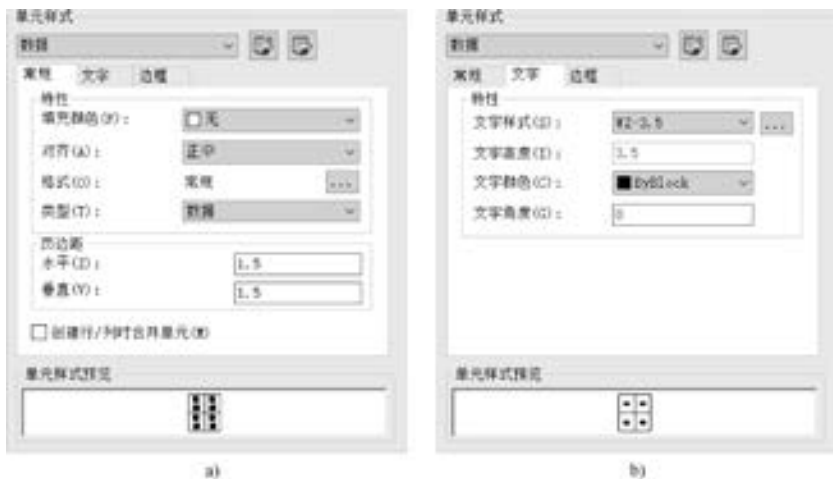 单元样式
数据
常规 文字 边框
特性
填充颜色(F): 无
对齐(A): 正中
格式(O): 常规 ...
类型(T): 数据
页边距
水平(Z): 1.5
垂直(V): 1.5
创建行/列时合并单元(M)
单元样式预览
a)
单元样式
数据
常规 文字 边框
特性
文字样式(S): WZ-3.5 ...
文字高度(I): 3.5
文字颜色(C): ByBlock
文字角度(G): 0
单元样式预览
b)